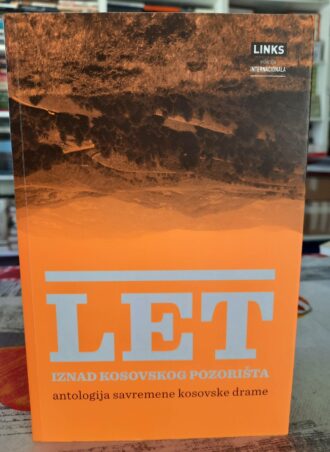 LINKS
INTERNACIONALA
LET
IZNAD KOSOVSKOG POZORIŠTA
antologija savremene kosovske drame